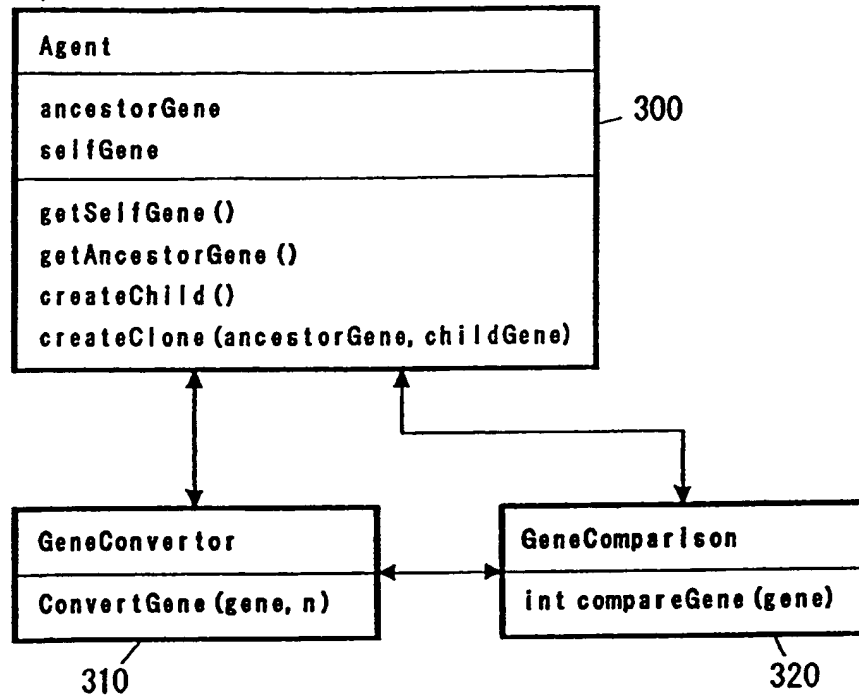 Agent
ancestorGene
selfGene
300
getSelfGene()
getAncestorGene()
createChild()
createClone(ancestorGene, childGene)
GeneConvertor
ConvertGene(gene, n)
310
GeneComparison
int compareGene(gene)
320